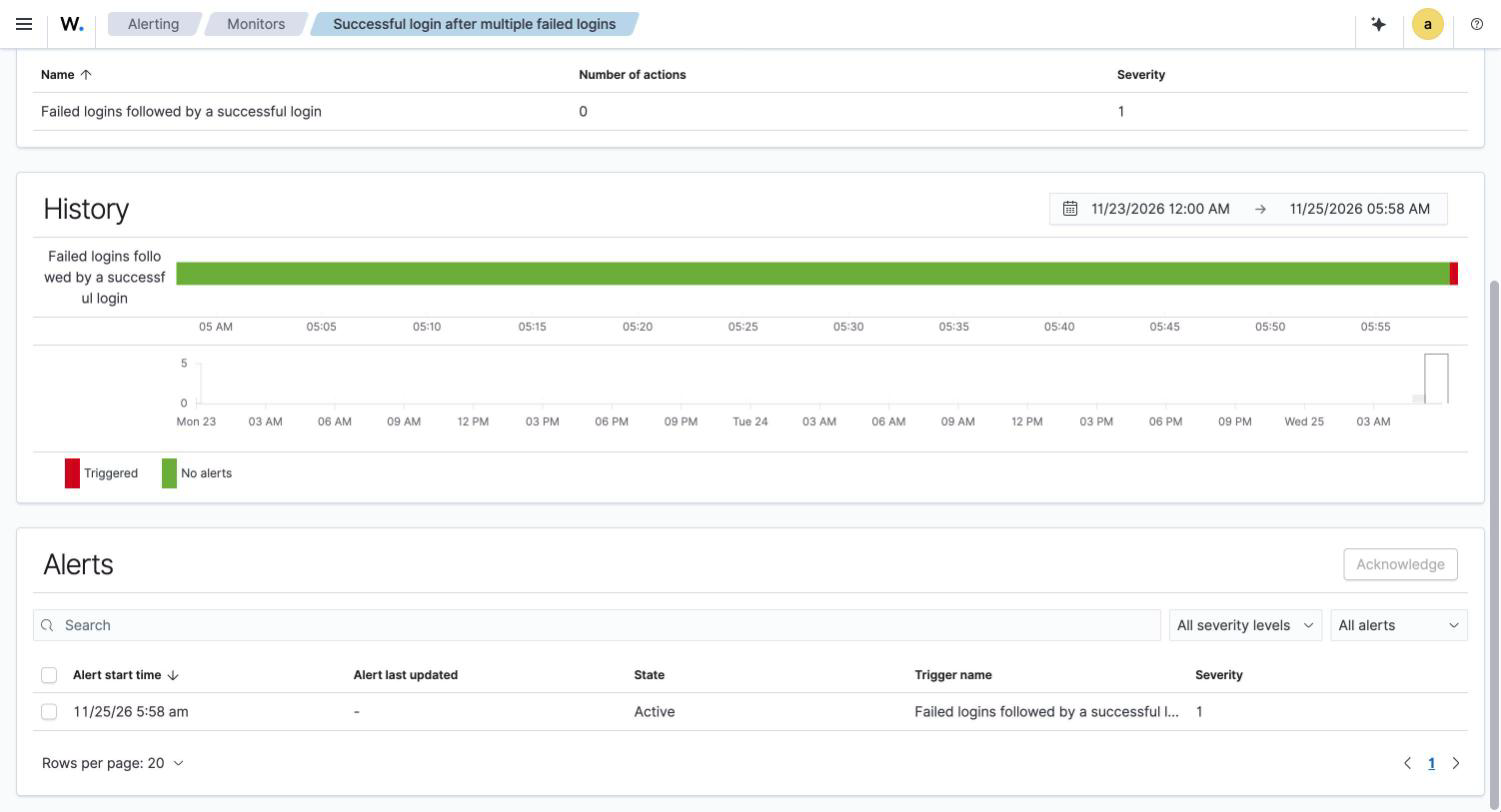 W.
Alerting
Monitors
Successful login after multiple failed logins
a
Name
Number of actions
Severity
Failed logins followed by a successful login
0
1
History
11/23/2026 12:00 AM
11/25/2026 05:58 AM
Failed logins follo
wed by a successf
ul login
05 AM
05:05
05:10
05:15
05:20
05:25
05:30
05:35
05:40
05:45
05:50
05:55
5
0
Mon 23
03 AM
06 AM
09 AM
12 PM
03 PM
06 PM
09 PM
Tue 24
03 AM
06 AM
09 AM
12 PM
03 PM
06 PM
09 PM
Wed 25
03 AM
Triggered
No alerts
Alerts
Acknowledge
Search
All severity levels
All alerts
Alert start time
Alert last updated
State
Trigger name
Severity
11/25/26 5:58 am
-
Active
Failed logins followed by a successful l...
1
Rows per page: 20
1